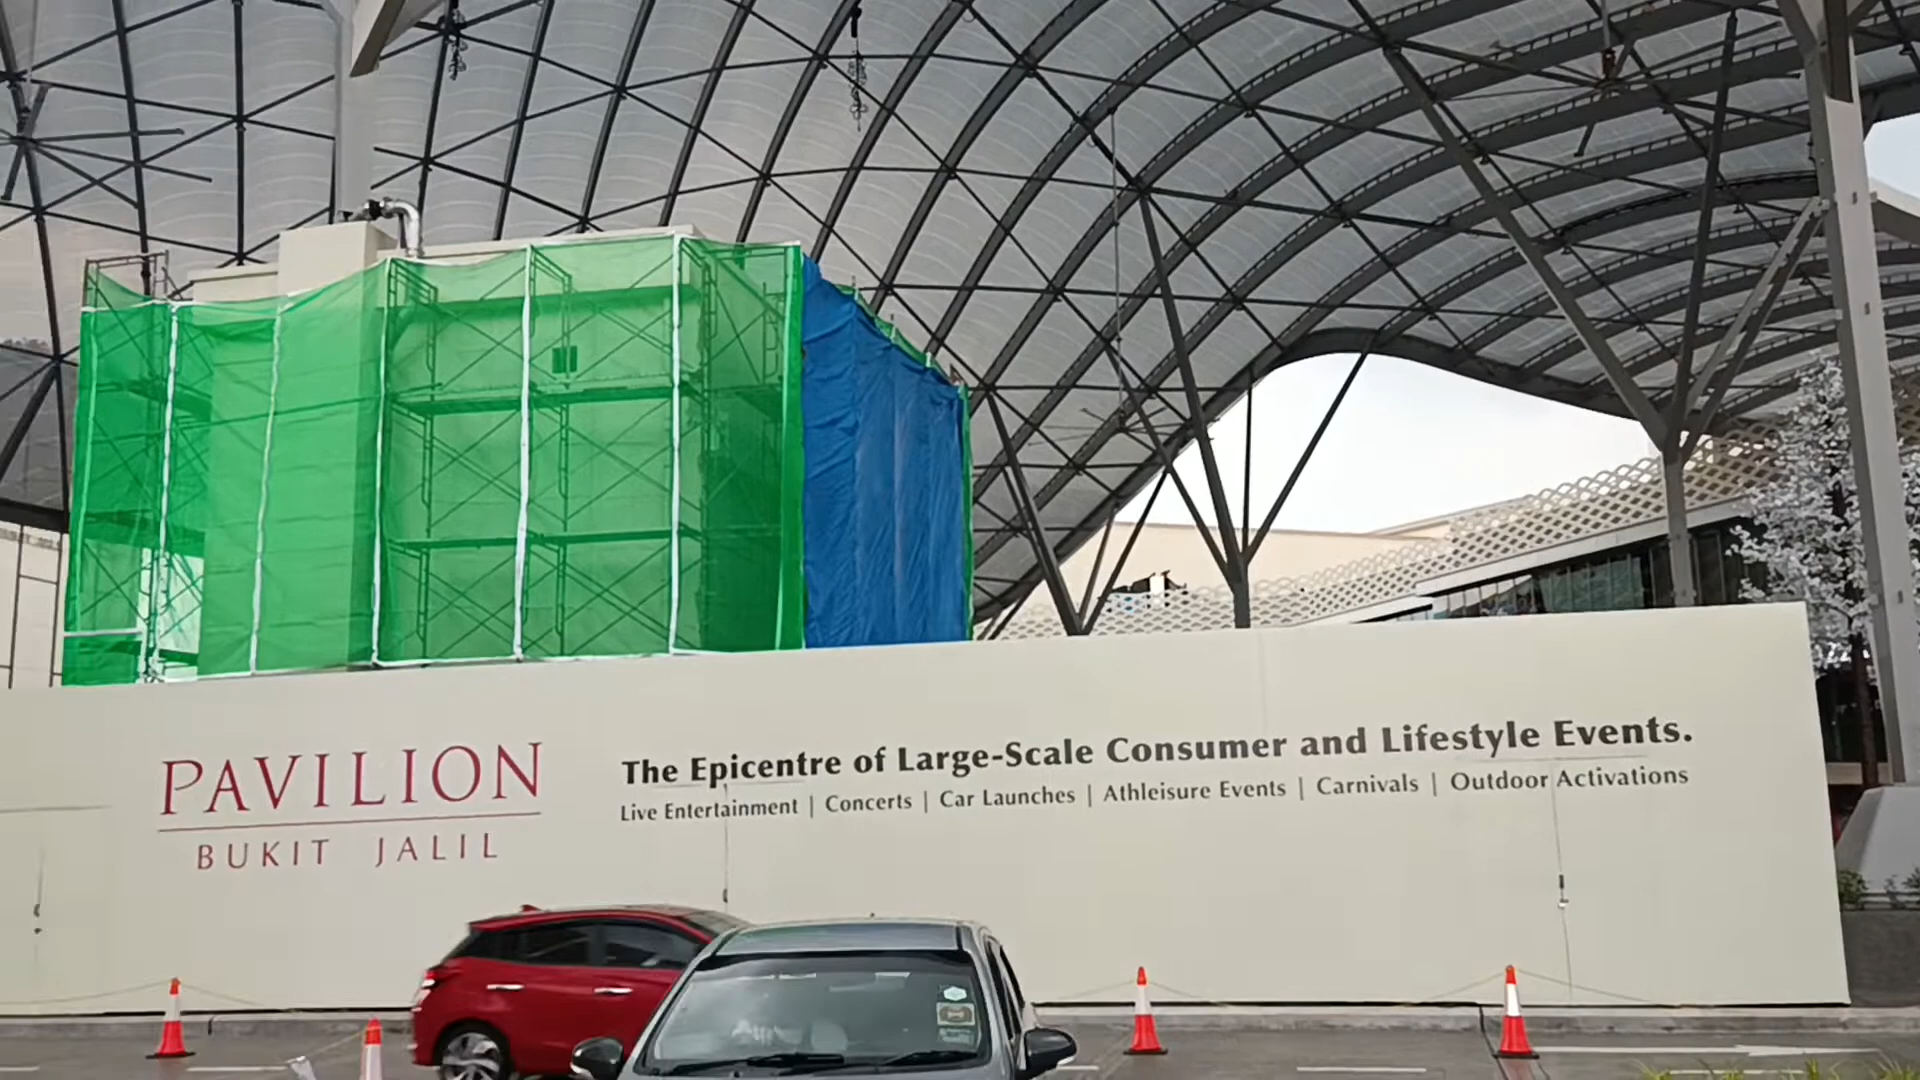 PAVILION
BUKIT JALIL
The Epicentre of Large-Scale Consumer and Lifestyle Events.
Live Entertainment | Concerts | Car Launches | Athleisure Events | Carnivals | Outdoor Activations